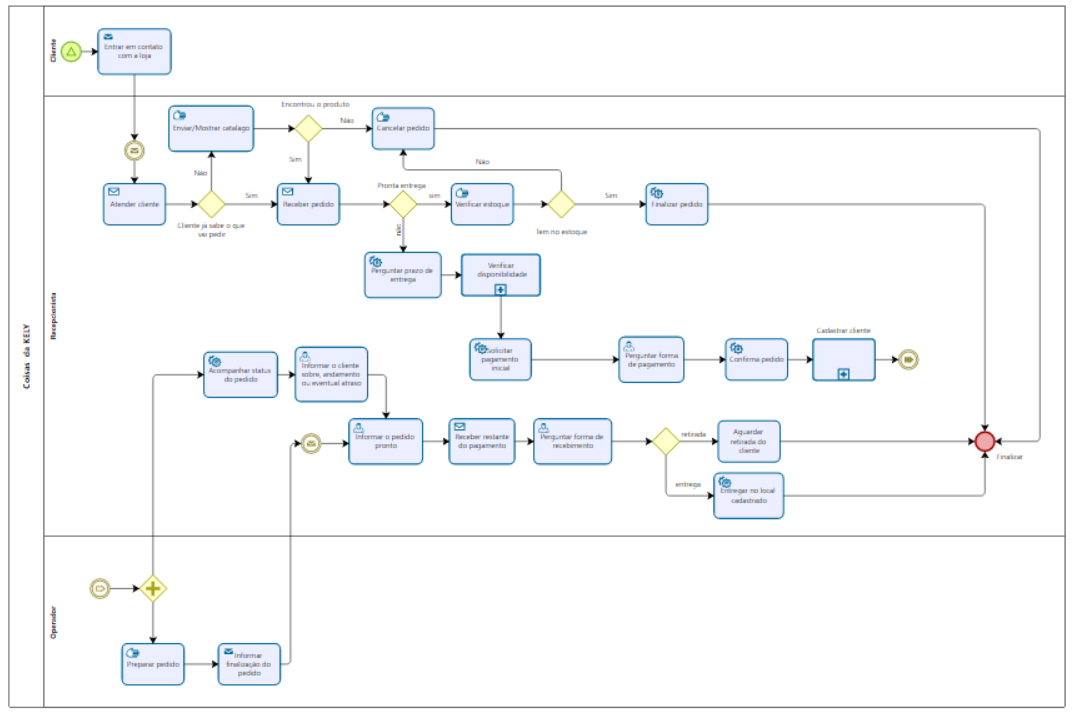 Coisas da KELY
Cliente
Entrar em contato
com a loja
Recepcionista
Encontrou o produto
Enviar/Mostrar catalago
Não
Cancelar pedido
Sim
Não
Não
Pronta entrega
Atender cliente
Sim
Receber pedido
sim
Verificar estoque
Sim
Finalizar pedido
Cliente já sabe o que
vai pedir
não
Tem no estoque
Perguntar prazo de
entrega
Verificar
disponibilidade
Cadastrar cliente
Solicitar
pagamento
inicial
Perguntar forma
de pagamento
Confirma pedido
Acompanhar status
do pedido
Informar o cliente
sobre, andamento
ou eventual atraso
Informar o pedido
pronto
Receber restante
do pagamento
Perguntar forma de
recebimento
retirada
Aguardar
retirada do
cliente
Finalizar
entrega
Entregar no local
cadastrado
Operador
Preparar pedido
Informar
finalização do
pedido